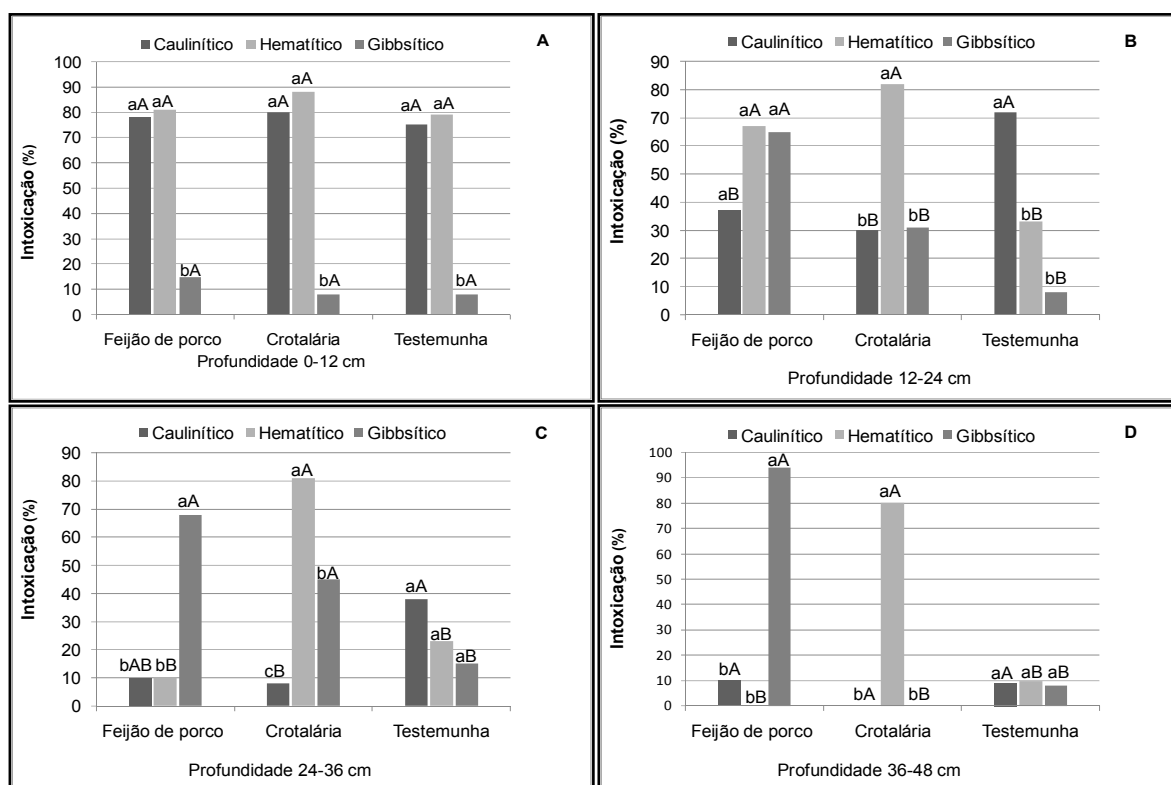 A
Caulinítico Hematítico Gibbsítico
Intoxicação (%)
100
90
80
70
60
50
40
30
20
10
0
aA aA bA aA aA bA aA aA bA
Feijão de porco Crotalária Testemunha
Profundidade 0-12 cm
B
Caulinítico Hematítico Gibbsítico
Intoxicação (%)
90
80
70
60
50
40
30
20
10
0
aB aA aA bB aA bB aA bB bB
Feijão de porco Crotalária Testemunha
Profundidade 12-24 cm
C
Caulinítico Hematítico Gibbsítico
Intoxicação (%)
90
80
70
60
50
40
30
20
10
0
bAB bB aA cB aA bA aA aB aB
Feijão de porco Crotalária Testemunha
Profundidade 24-36 cm
D
Caulinítico Hematítico Gibbsítico
Intoxicação (%)
100
90
80
70
60
50
40
30
20
10
0
bA bB aA bA aA bB aA aB aB
Feijão de porco Crotalária Testemunha
Profundidade 36-48 cm